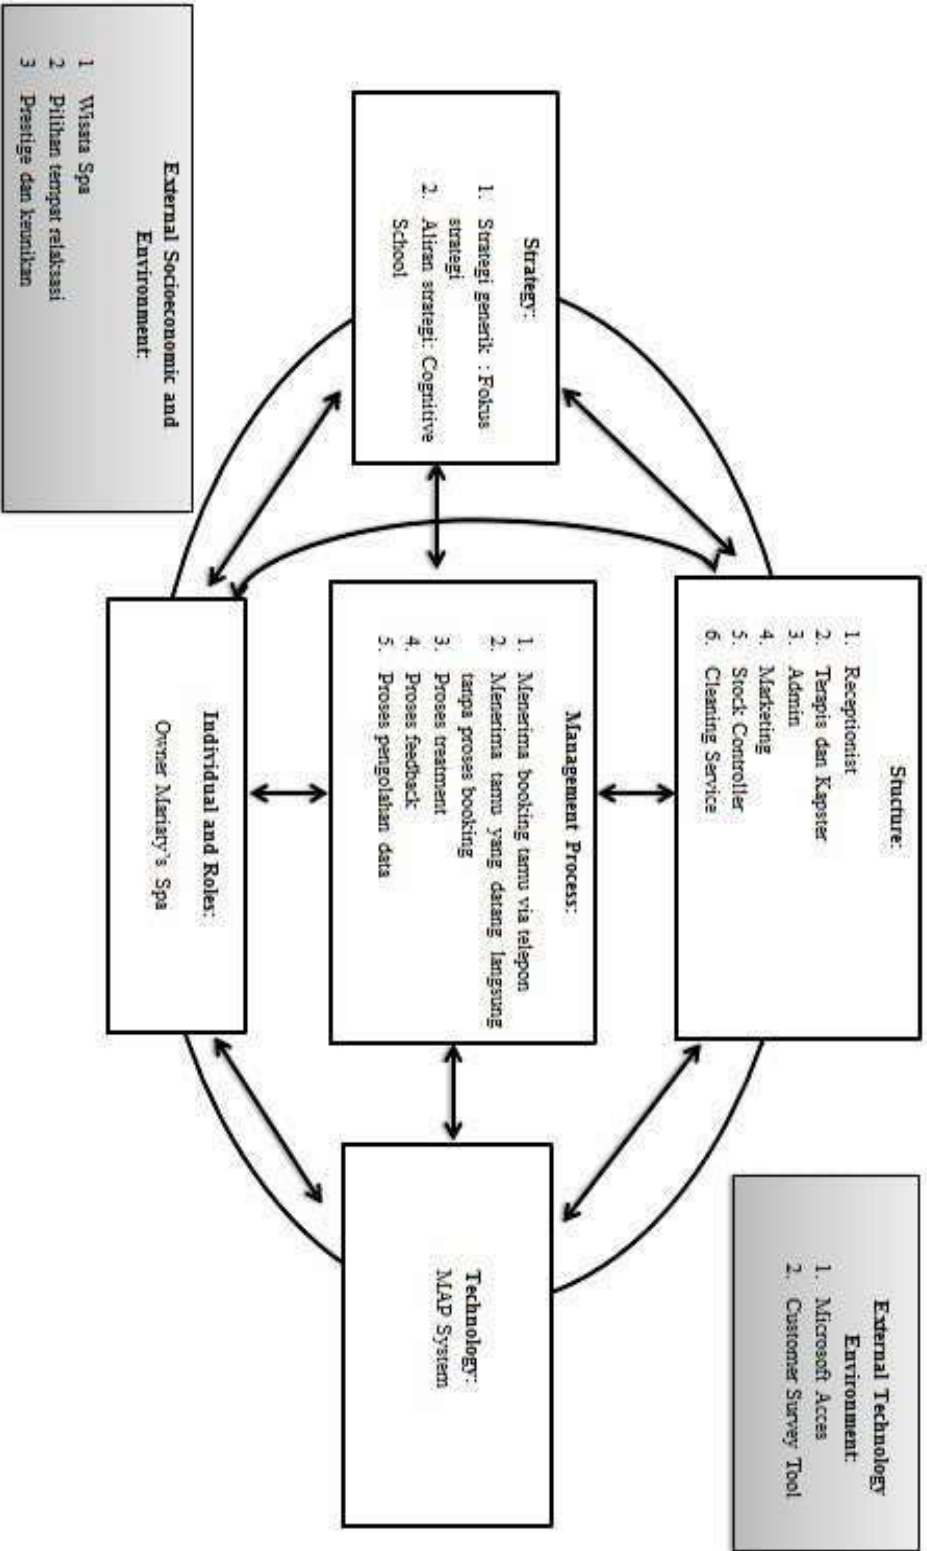 External Socioeconomic and
Environment:
1 Wisata Spa
2 Pilihan tempat relaksasi
3 Prestige dan keunikan
Strategy:
1. Strategi generik : Fokus
strategi
2. Aliran strategi: Cognitive
School
Stucture:
1. Receptionist
2. Terapis dan Kapster
3. Admin
4. Marketing
5. Stock Controller
6. Cleaning Service
Management Process:
1. Menerima booking tamu via telepon
2. Menerima tamu yang datang langsung
tanpa proses booking
3. Proses treatment
4. Proses feedback
5. Proses pengolahan data
Individual and Roles:
Owner Mariaty's Spa
Technology:
MAP System
External Technology
Environment:
1. Microsoft Acces
2. Customer Survey Tool